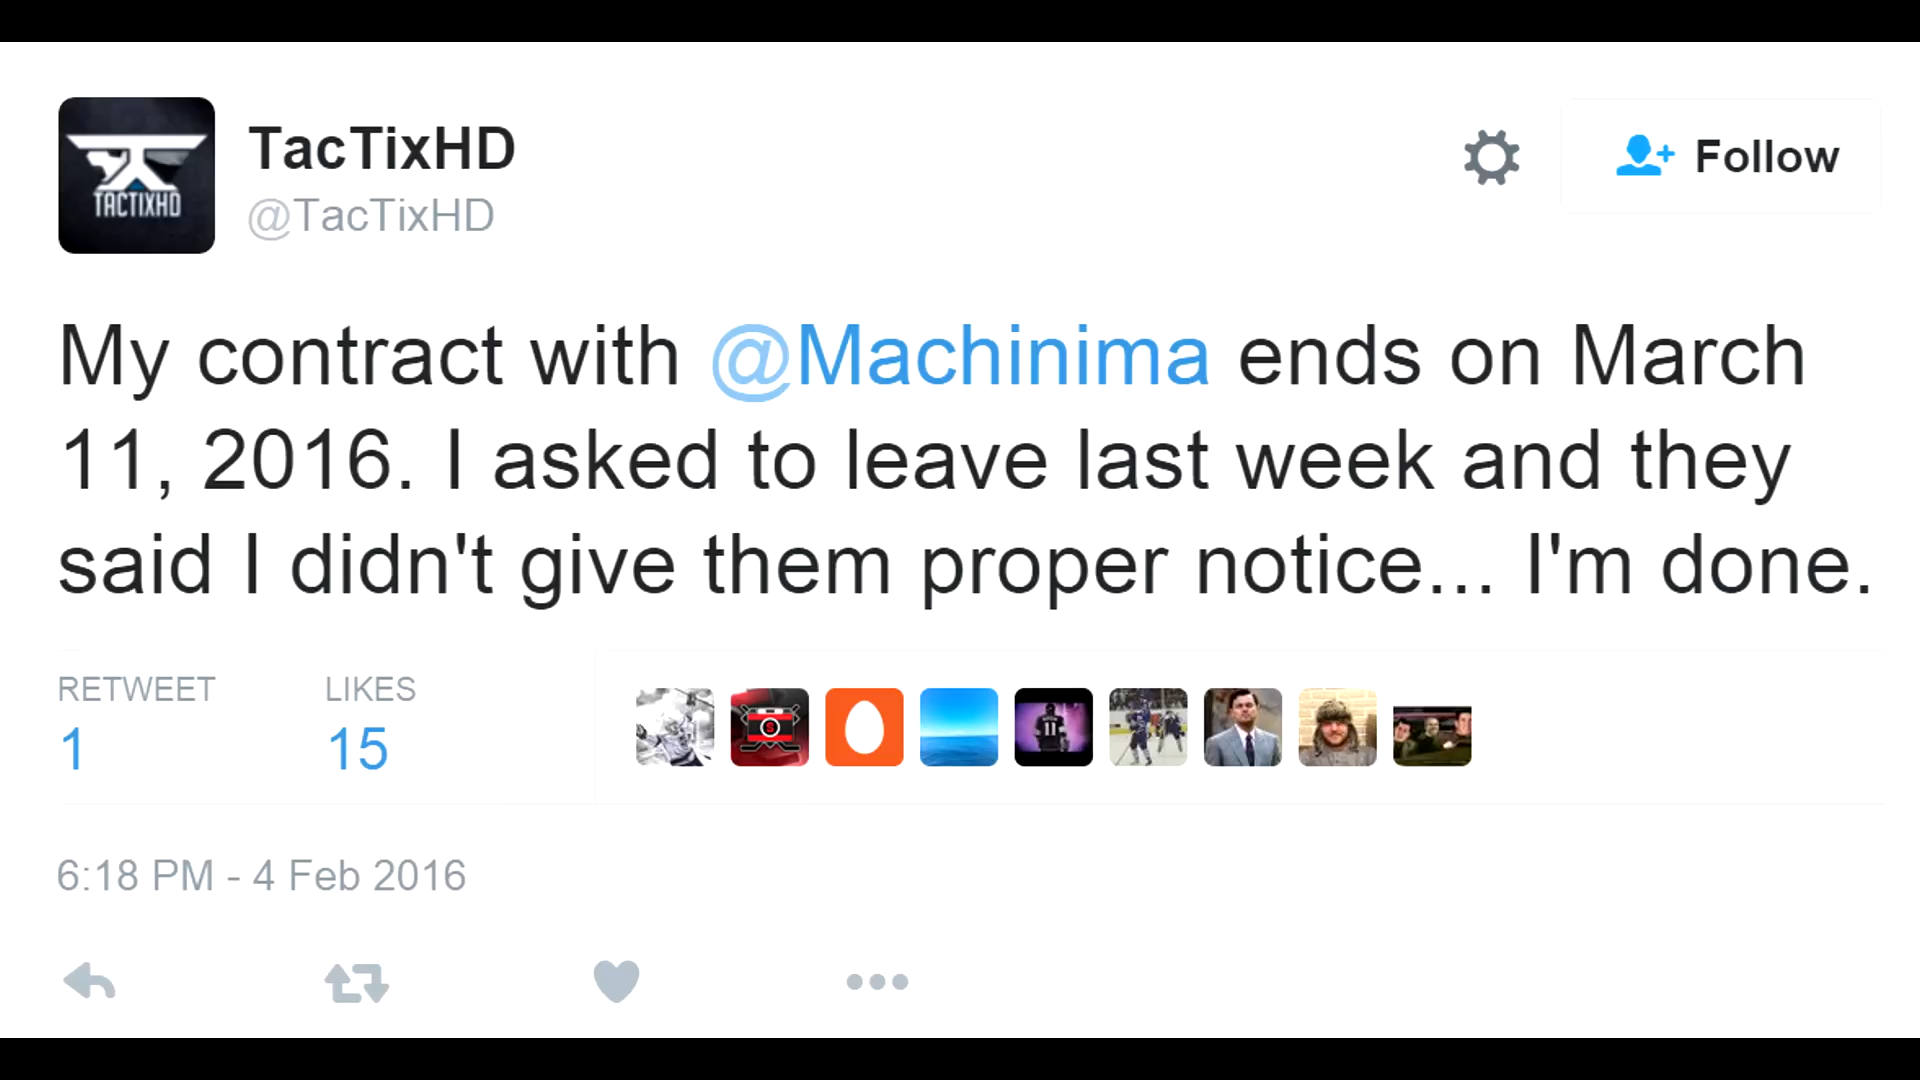 TACTIXHD
TacTixHD
@TacTixHD
Follow
My contract with @Machinima ends on March
11, 2016. I asked to leave last week and they
said I didn't give them proper notice... I'm done.
RETWEET LIKES
1 15
S
11
6:18 PM - 4 Feb 2016